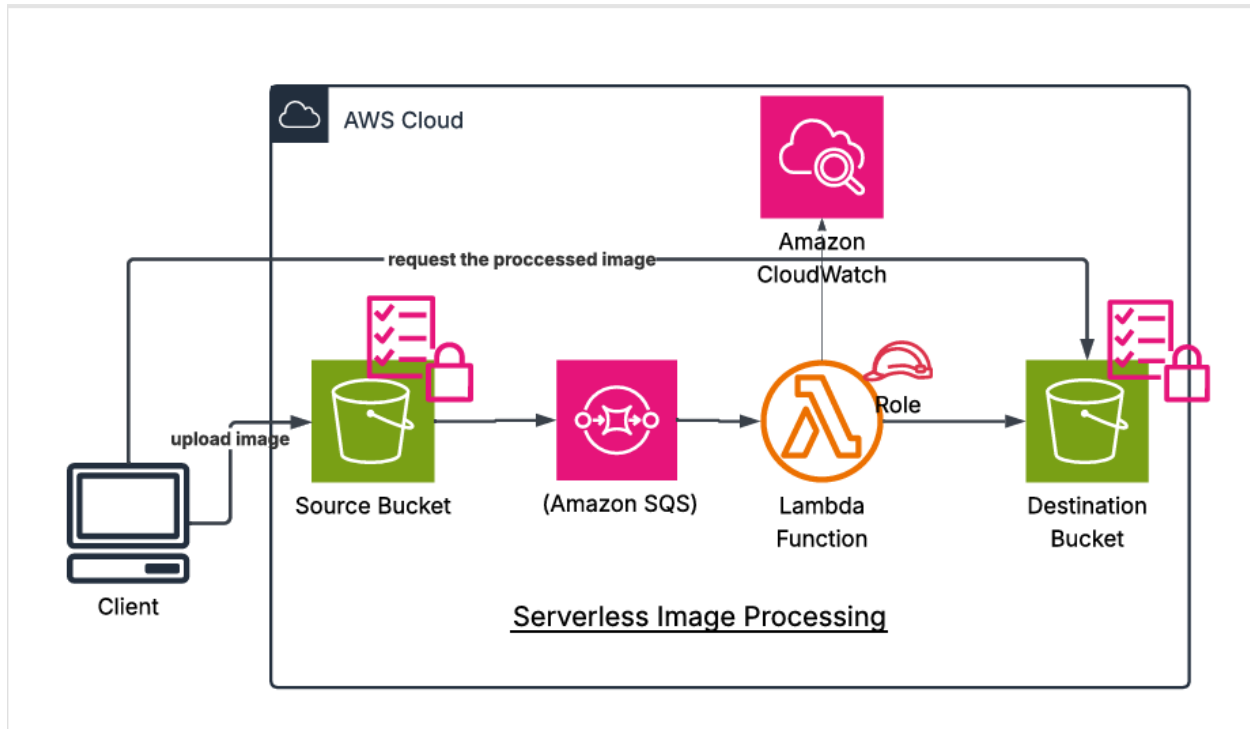 AWS Cloud
Amazon
CloudWatch
request the proccessed image
upload image
Role
Source Bucket
(Amazon SQS)
Lambda
Function
Destination
Bucket
Client
Serverless Image Processing